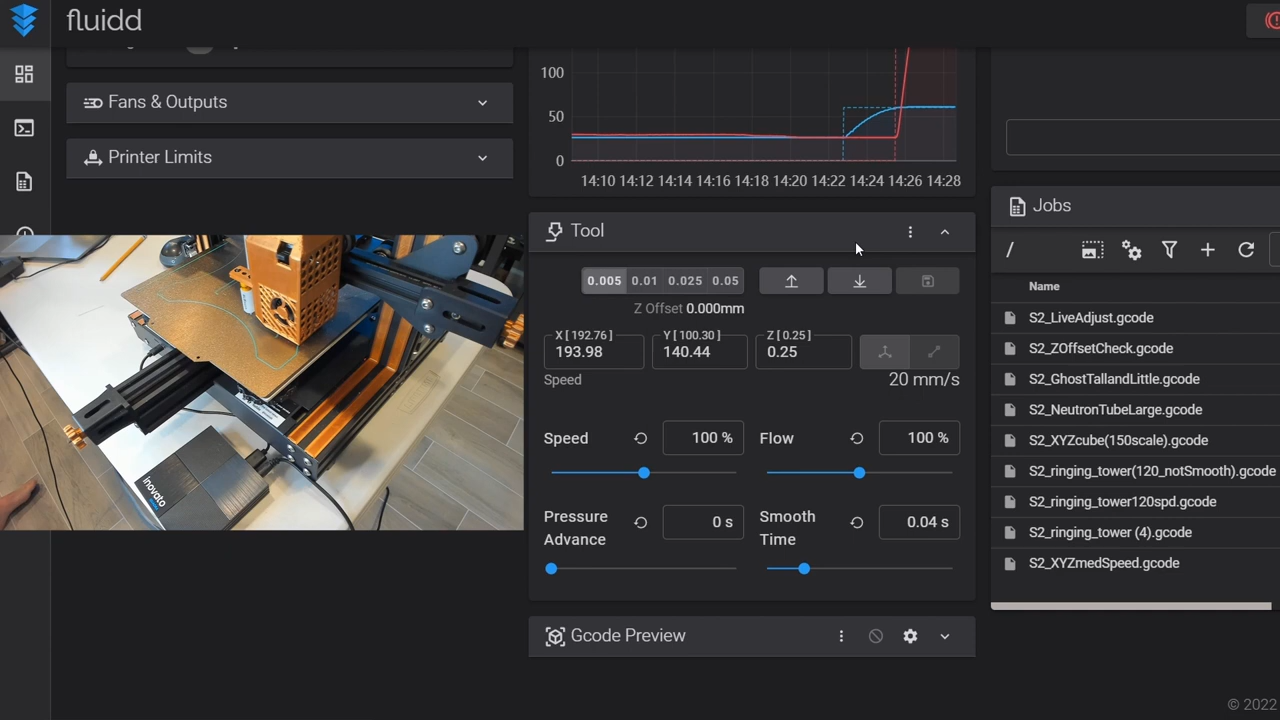 fluidd
Fans & Outputs
Printer Limits
inovato
100
50
0
14:10 14:12 14:14 14:16 14:18 14:20 14:22 14:24 14:26 14:28
Tool
0.005 0.01 0.025 0.05
Z Offset 0.000mm
X [ 192.76 ] Y [ 100.30 ] Z [ 0.25 ]
193.98 140.44 0.25
Speed 20 mm/s
Speed 100 % Flow 100 %
Pressure Advance 0 s Smooth Time 0.04 s
Gcode Preview
Jobs
/
Name
S2_LiveAdjust.gcode
S2_ZOffsetCheck.gcode
S2_GhostTallandLittle.gcode
S2_NeutronTubeLarge.gcode
S2_XYZcube(150scale).gcode
S2_ringing_tower(120_notSmooth).gcode
S2_ringing_tower120spd.gcode
S2_ringing_tower (4).gcode
S2_XYZmedSpeed.gcode
© 2022